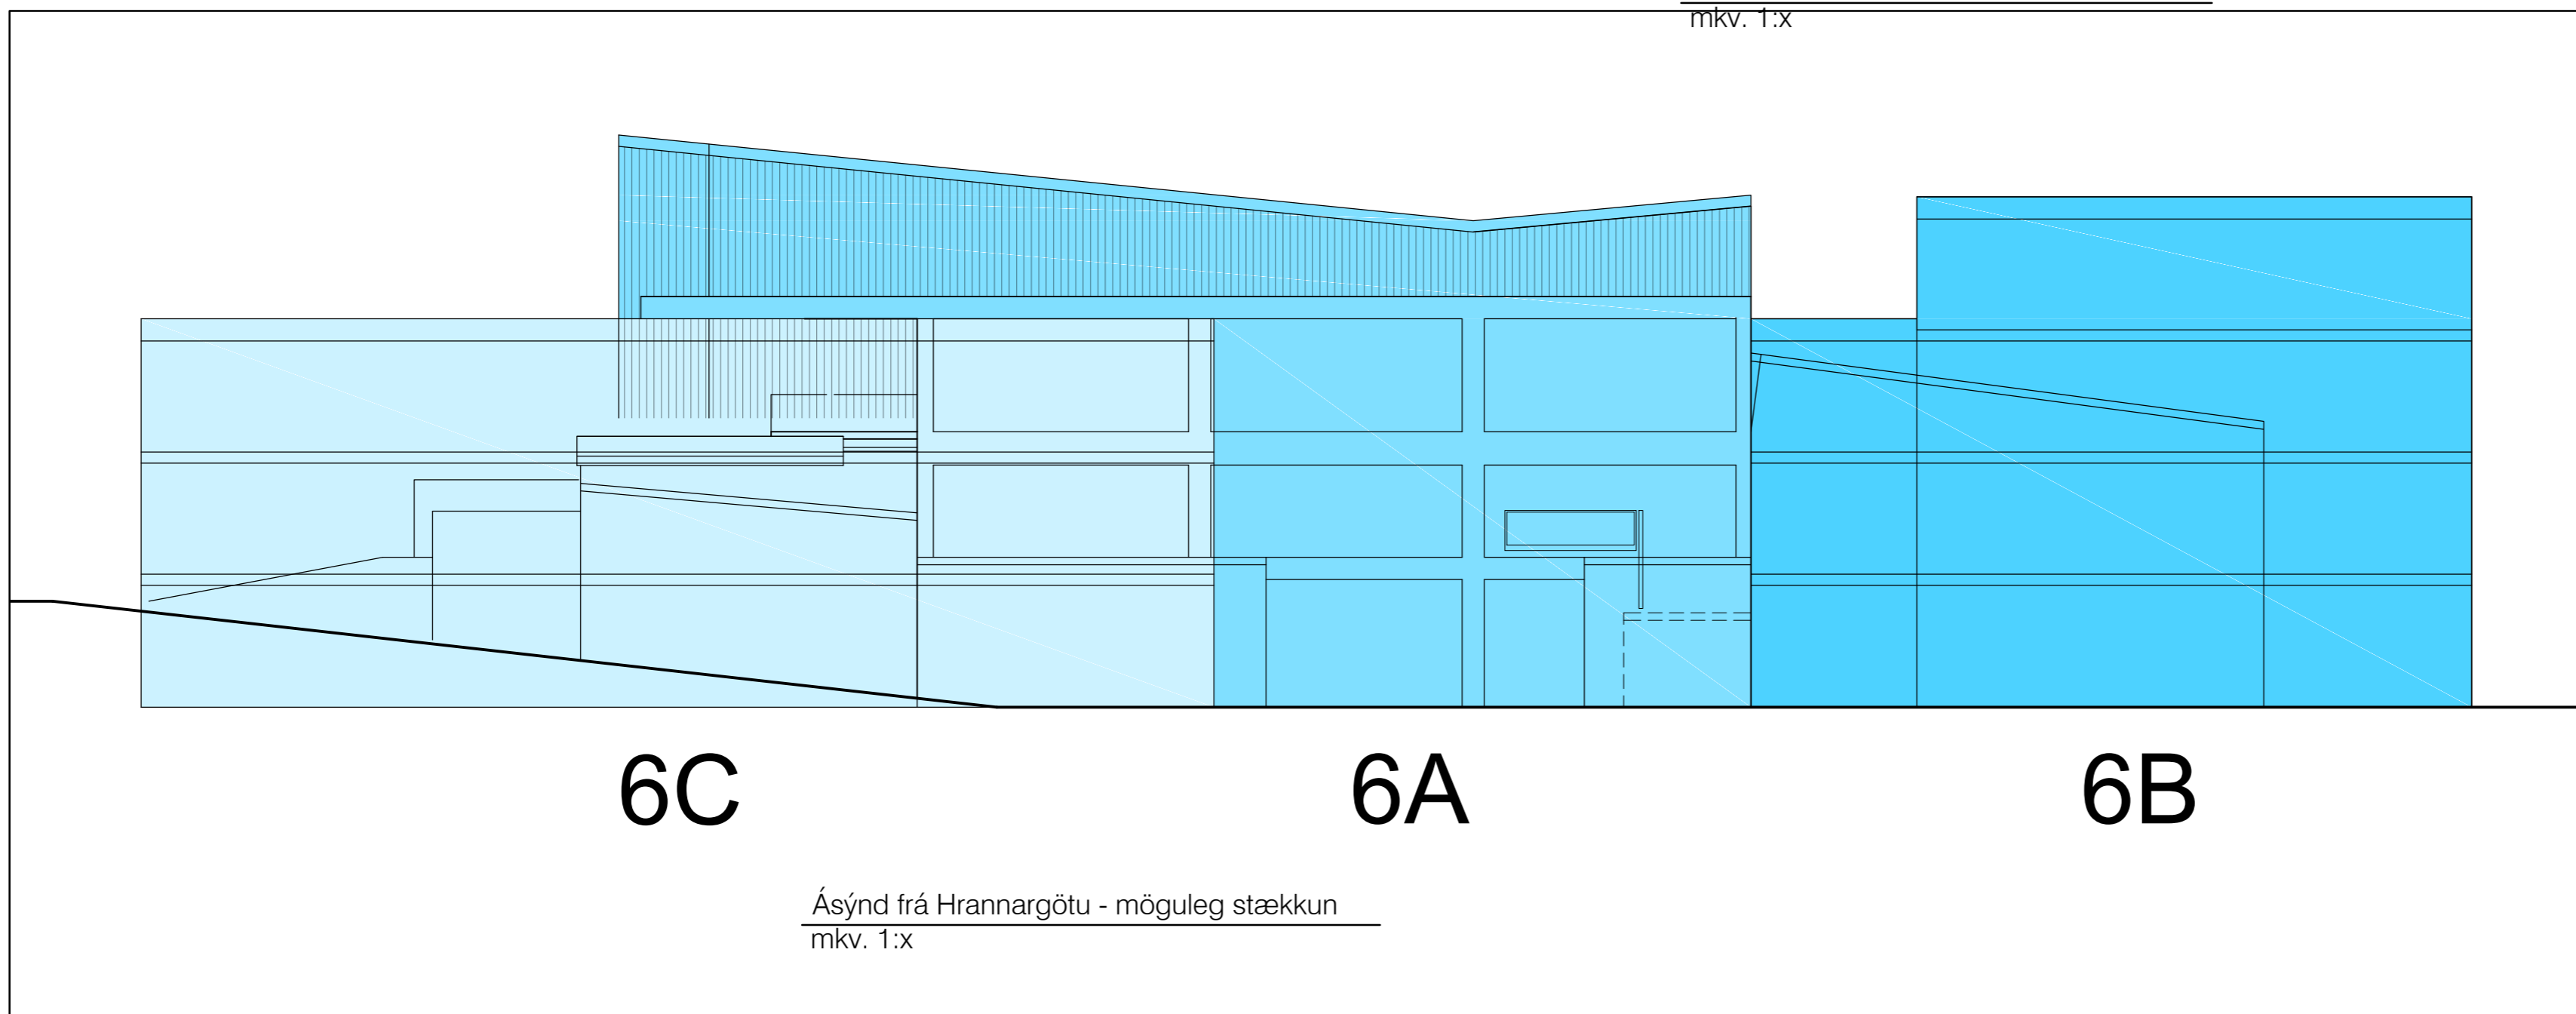 mkv. 1:x
6C 6A 6B
Ásýnd frá Hrannargötu - möguleg stækkun
mkv. 1:x